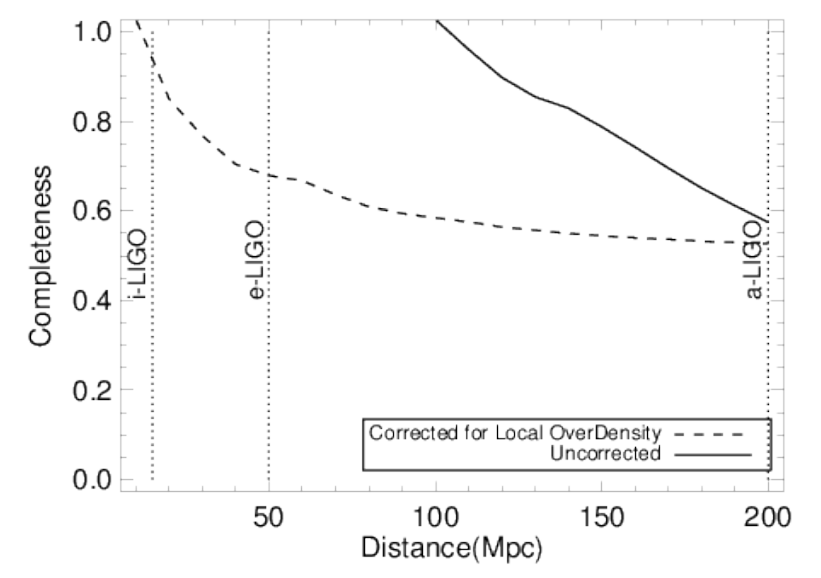 1.0
0.8
0.6
0.4
0.2
0.0
Completeness
i-LIGO
e-LIGO
a-LIGO
Corrected for Local OverDensity
Uncorrected
50 100 150 200
Distance(Mpc)